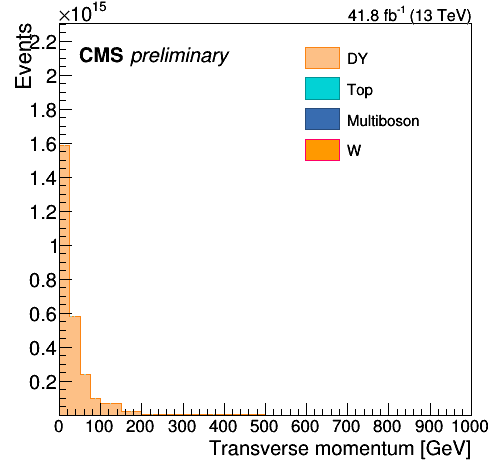 ×10¹⁵
41.8 fb⁻¹ (13 TeV)
Events
CMS preliminary
DY
Top
Multiboson
W
2.2
2
1.8
1.6
1.4
1.2
1
0.8
0.6
0.4
0.2
0 100 200 300 400 500 600 700 800 900 1000
Transverse momentum [GeV]